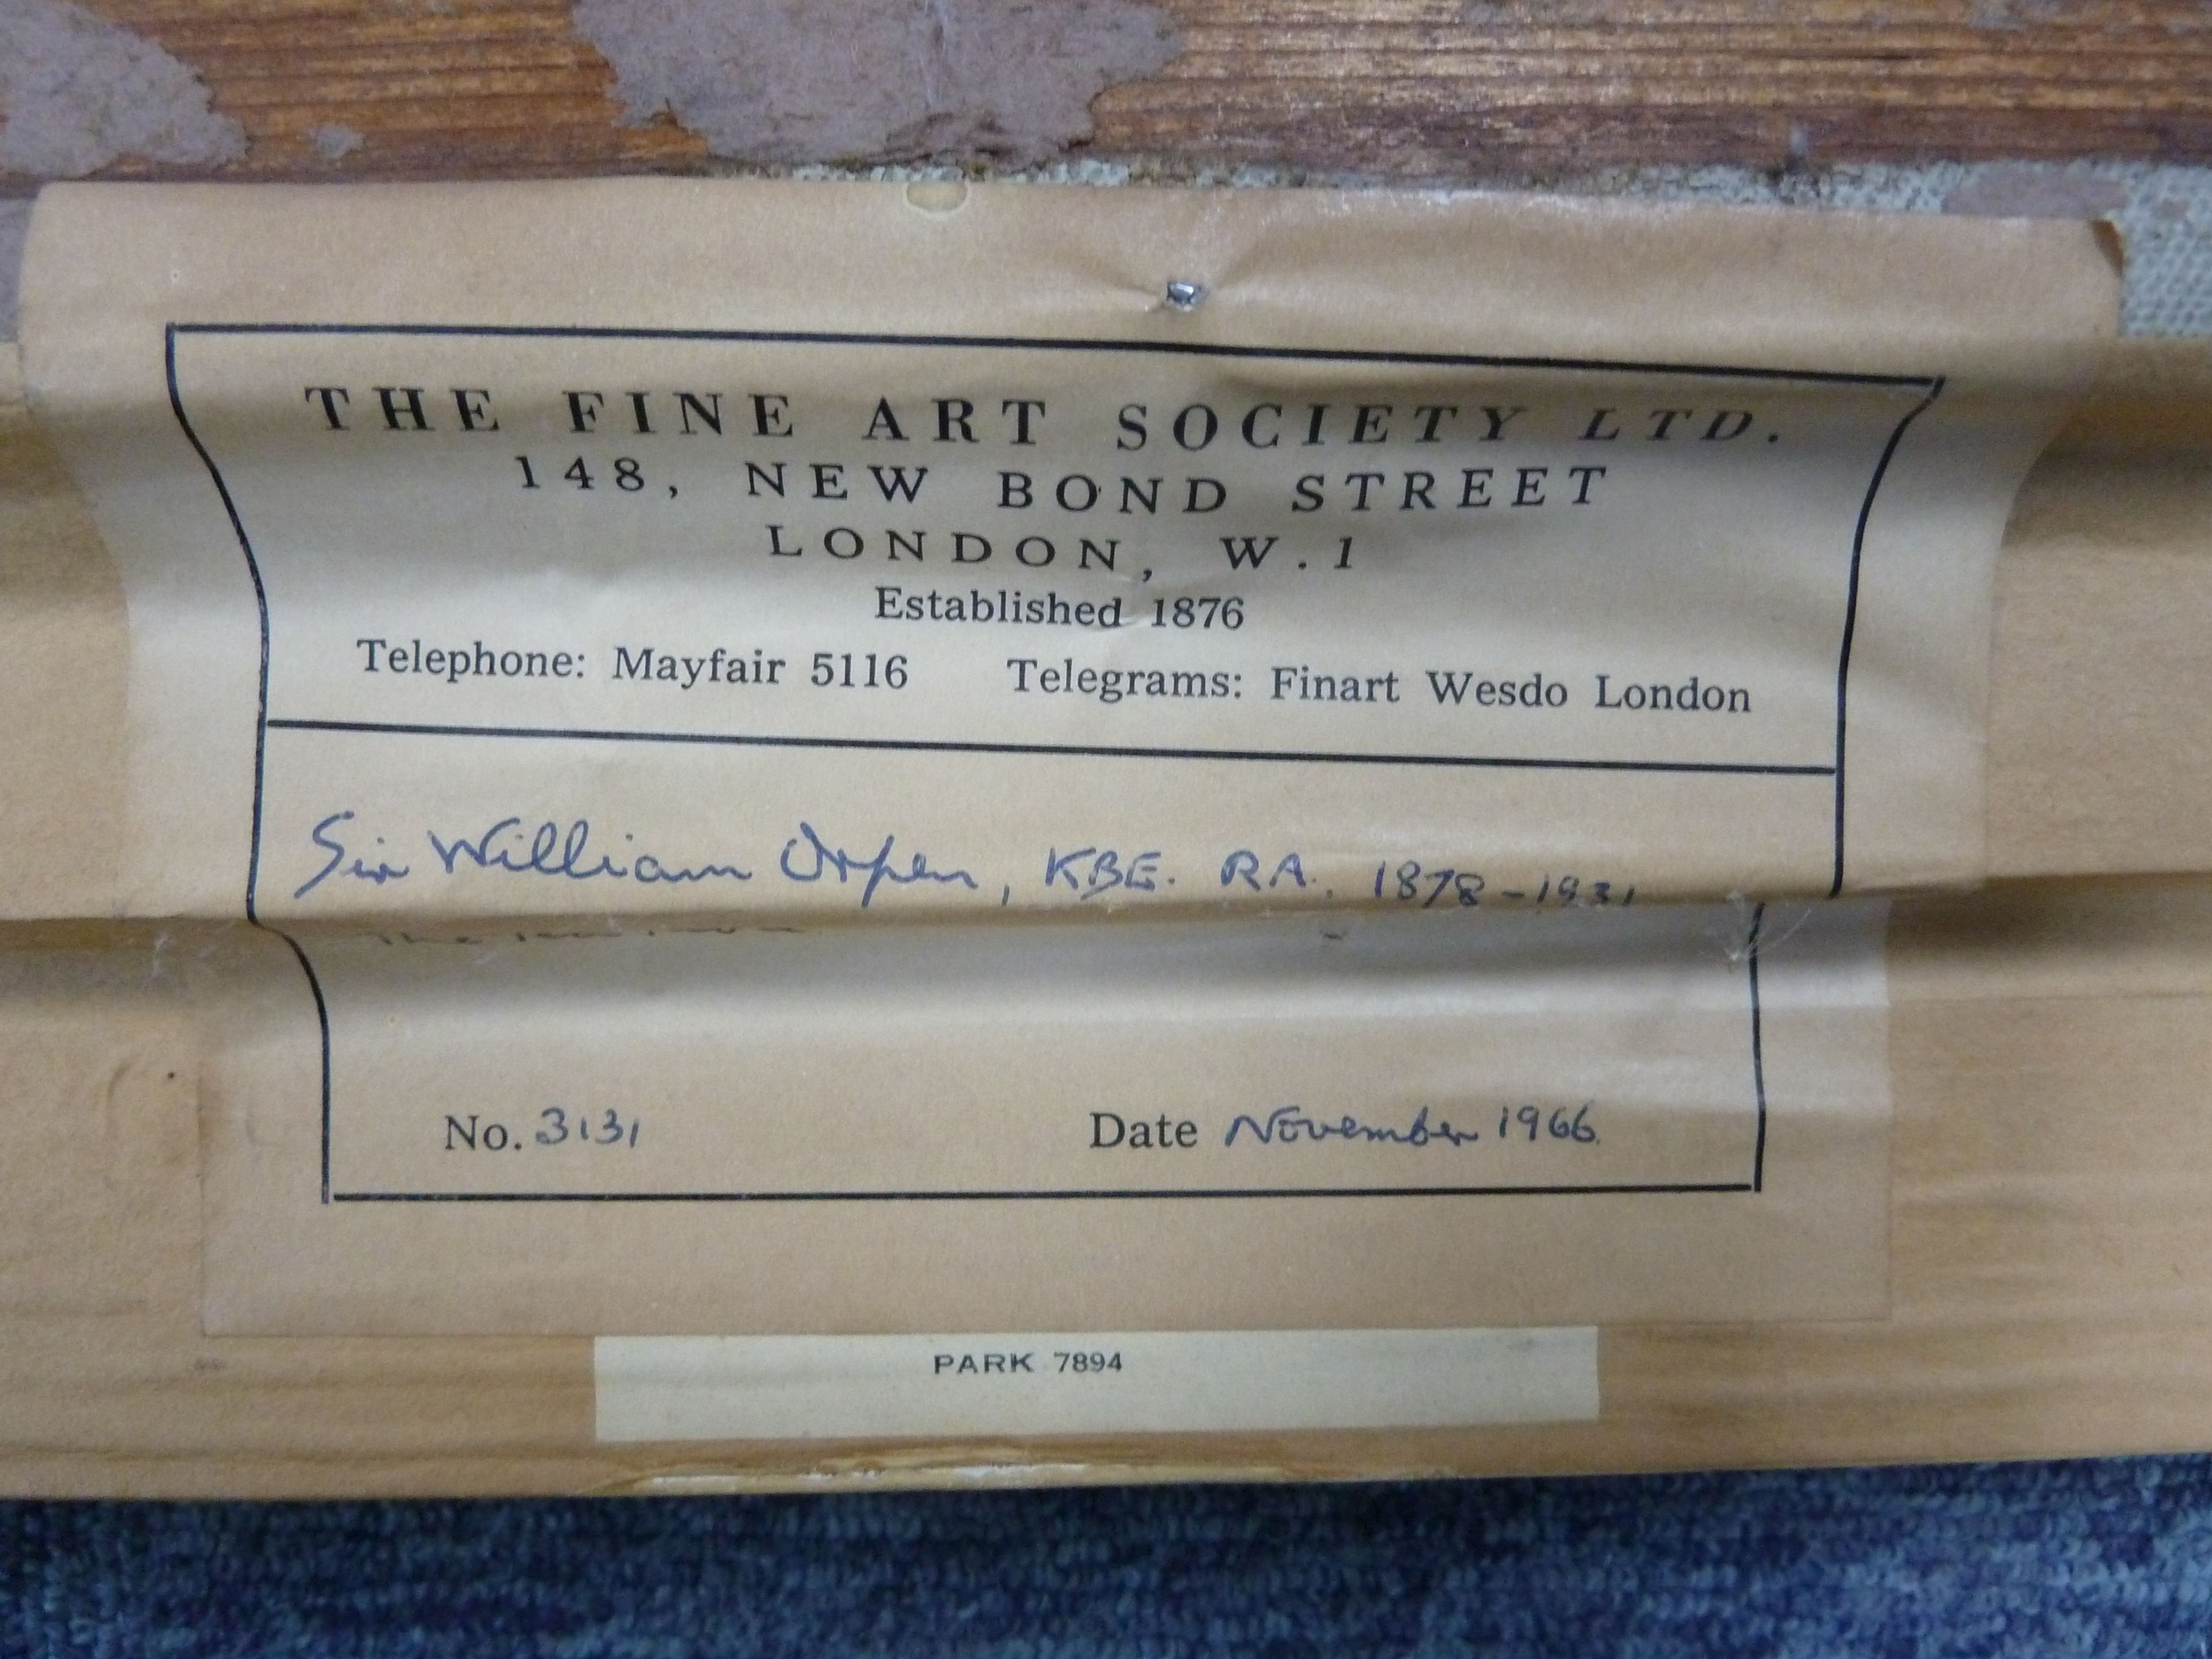 THE FINE ART SOCIETY LTD.
148, NEW BOND STREET
LONDON, W.1
Established 1876
Telephone: Mayfair 5116 Telegrams: Finart Wesdo London
Sir William Orpen, KBE. RA. 1878-1931
No. 3131 Date November 1966
PARK 7894